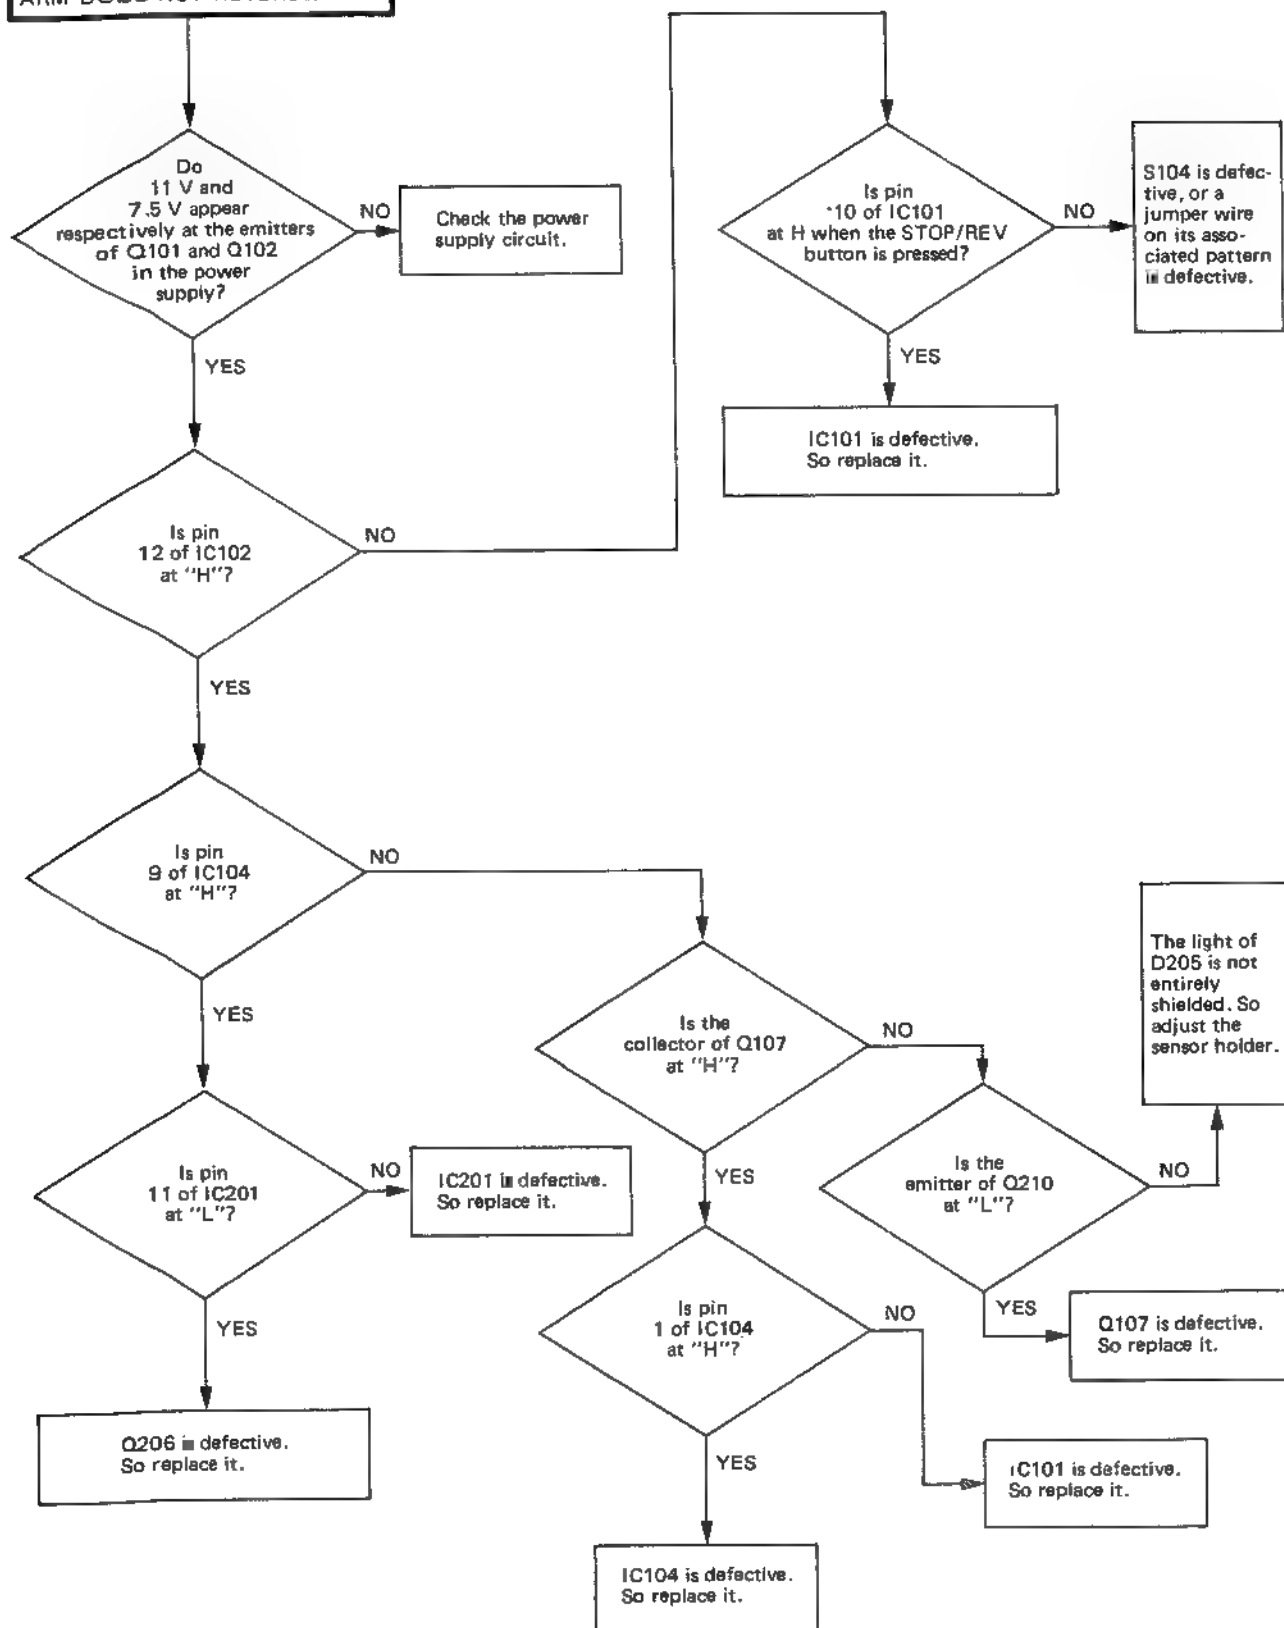 Do
11 V and
7.5 V appear
respectively at the emitters
of Q101 and Q102
in the power
supply?
NO
Check the power
supply circuit.
YES
Is pin
10 of IC101
at H when the STOP/REV
button is pressed?
NO
S104 is defec-
tive, or a
jumper wire
on its asso-
ciated pattern
is defective.
YES
IC101 is defective.
So replace it.
Is pin
12 of IC102
at "H"?
NO
YES
Is pin
9 of IC104
at "H"?
NO
YES
Is the
collector of Q107
at "H"?
NO
The light of
D205 is not
entirely
shielded. So
adjust the
sensor holder.
Is pin
11 of IC201
at "L"?
NO
IC201 is defective.
So replace it.
YES
Is the
emitter of Q210
at "L"?
NO
YES
Q107 is defective.
So replace it.
Is pin
1 of IC104
at "H"?
NO
YES
Q206 is defective.
So replace it.
YES
IC101 is defective.
So replace it.
IC104 is defective.
So replace it.